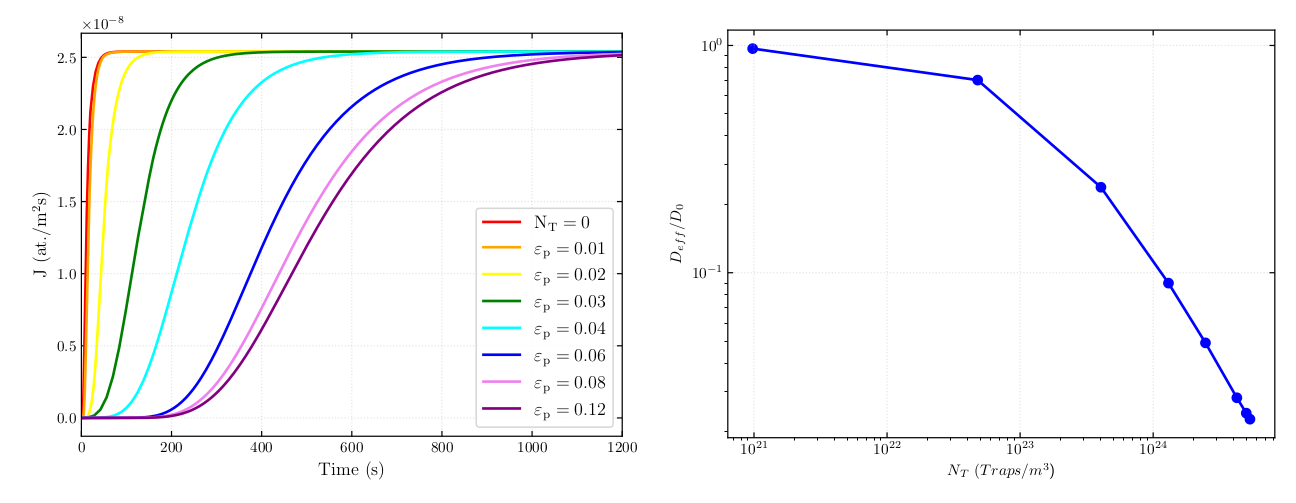 ×10⁻⁸
2.5
2.0
1.5
1.0
0.5
0.0
J (at./m²s)
0 200 400 600 800 1000 1200
Time (s)
N_T = 0
ε_p = 0.01
ε_p = 0.02
ε_p = 0.03
ε_p = 0.04
ε_p = 0.06
ε_p = 0.08
ε_p = 0.12
10⁰
10⁻¹
D_eff/D_0
10²¹ 10²² 10²³ 10²⁴
N_T (Traps/m³)